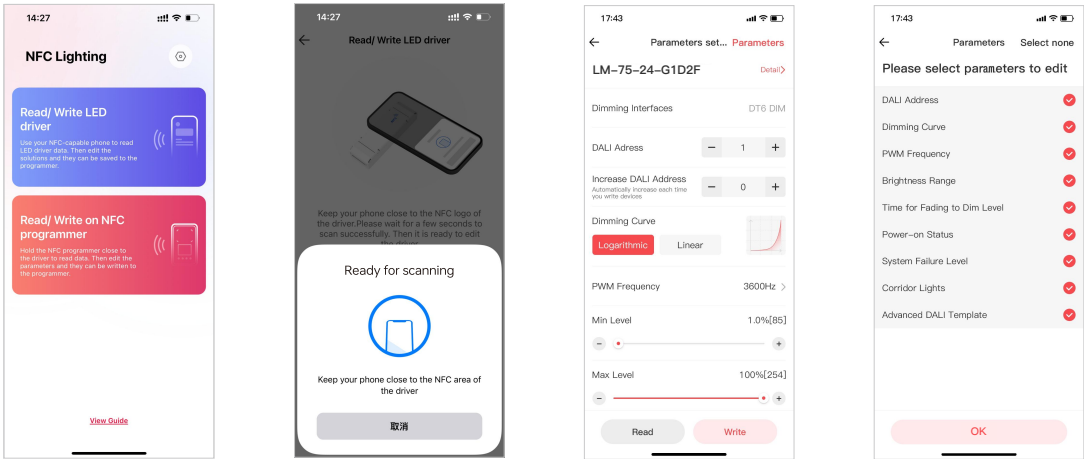 14:27
NFC Lighting
Read/ Write LED
driver
Use your NFC-capable phone to read
LED driver data. Then edit the
solutions and they can be saved to the
programmer.
Read/ Write on NFC
programmer
Hold the NFC programmer close to
the driver to read data. Then edit the
parameters and they can be written to
the programmer.
View Guide
14:27
Read/ Write LED driver
Keep your phone close to the NFC logo of
the driver.Please wait for a few seconds to
scan successfully. Then it is ready to edit
the driver
Ready for scanning
Keep your phone close to the NFC area of
the driver
取消
17:43
Parameters set... Parameters
LM-75-24-G1D2F Detail>
Dimming Interfaces DT6 DIM
DALI Adress − 1 +
Increase DALI Address
Automatically increase each time
you write devices
− 0 +
Dimming Curve
Logarithmic Linear
PWM Frequency 3600Hz >
Min Level 1.0%[85]
Max Level 100%[254]
Read Write
17:43
Parameters Select none
Please select parameters to edit
DALI Address
Dimming Curve
PWM Frequency
Brightness Range
Time for Fading to Dim Level
Power-on Status
System Failure Level
Corridor Lights
Advanced DALI Template
OK